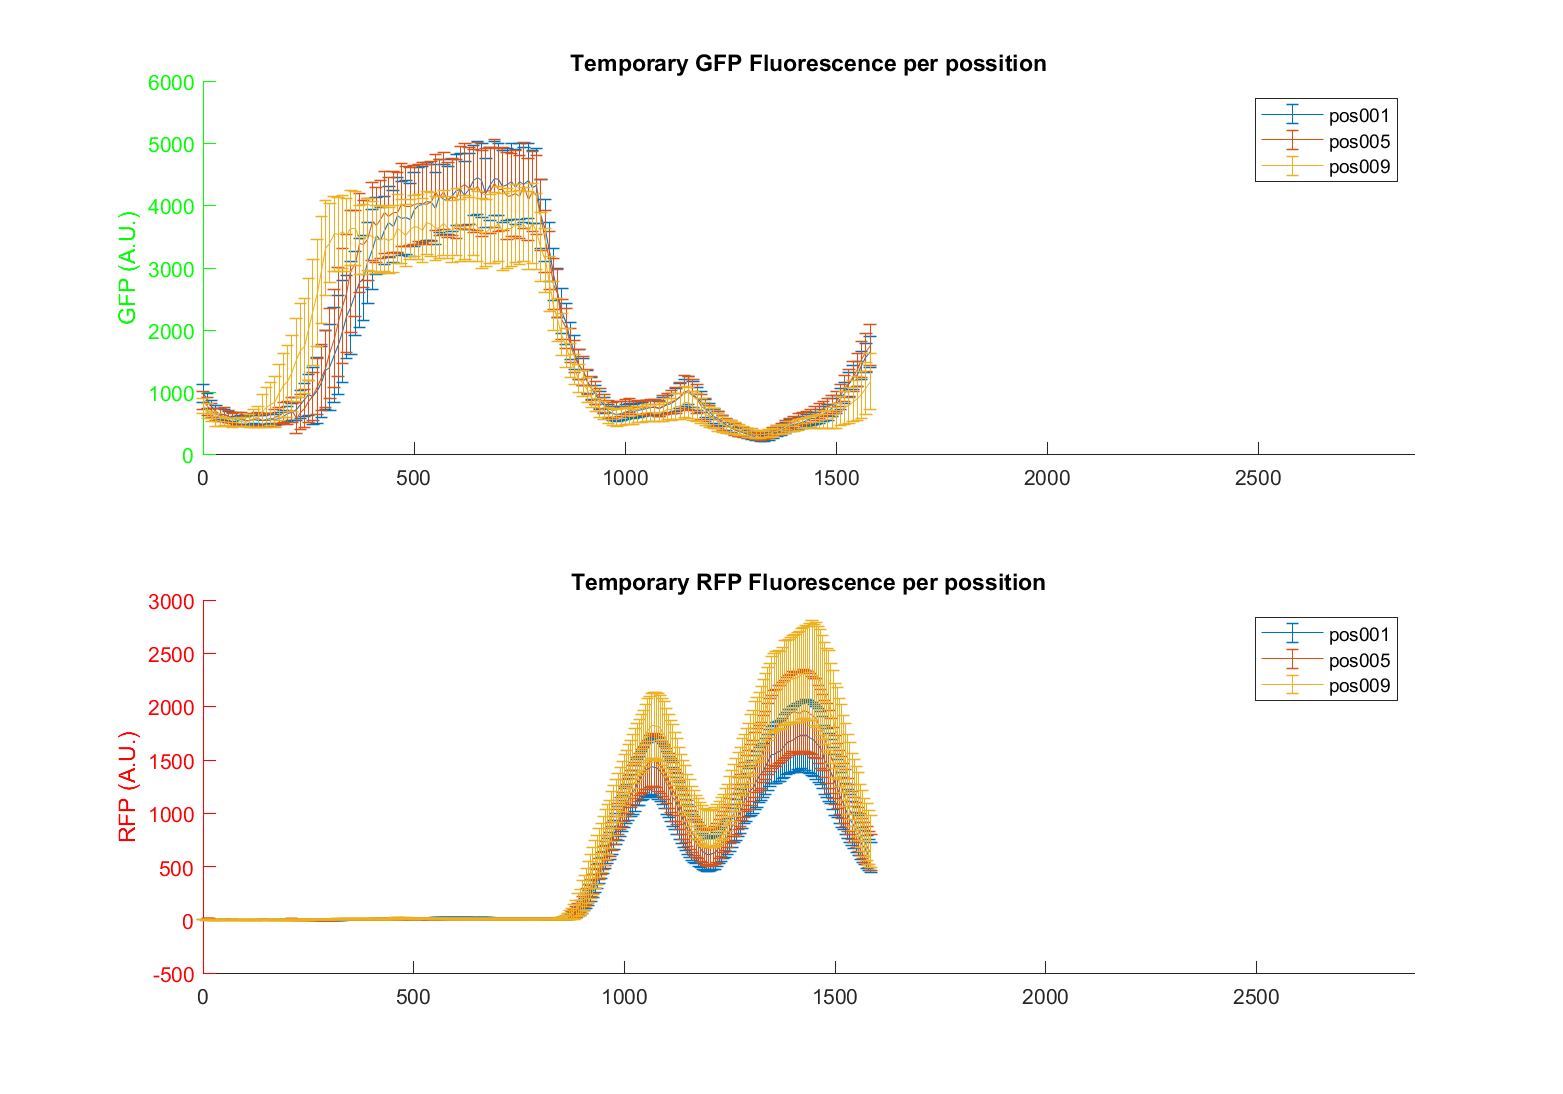 Temporary GFP Fluorescence per possition
6000
5000
4000
3000
2000
1000
0
GFP (A.U.)
pos001
pos005
pos009
0 500 1000 1500 2000 2500
Temporary RFP Fluorescence per possition
3000
2500
2000
1500
1000
500
0
-500
RFP (A.U.)
pos001
pos005
pos009
0 500 1000 1500 2000 2500